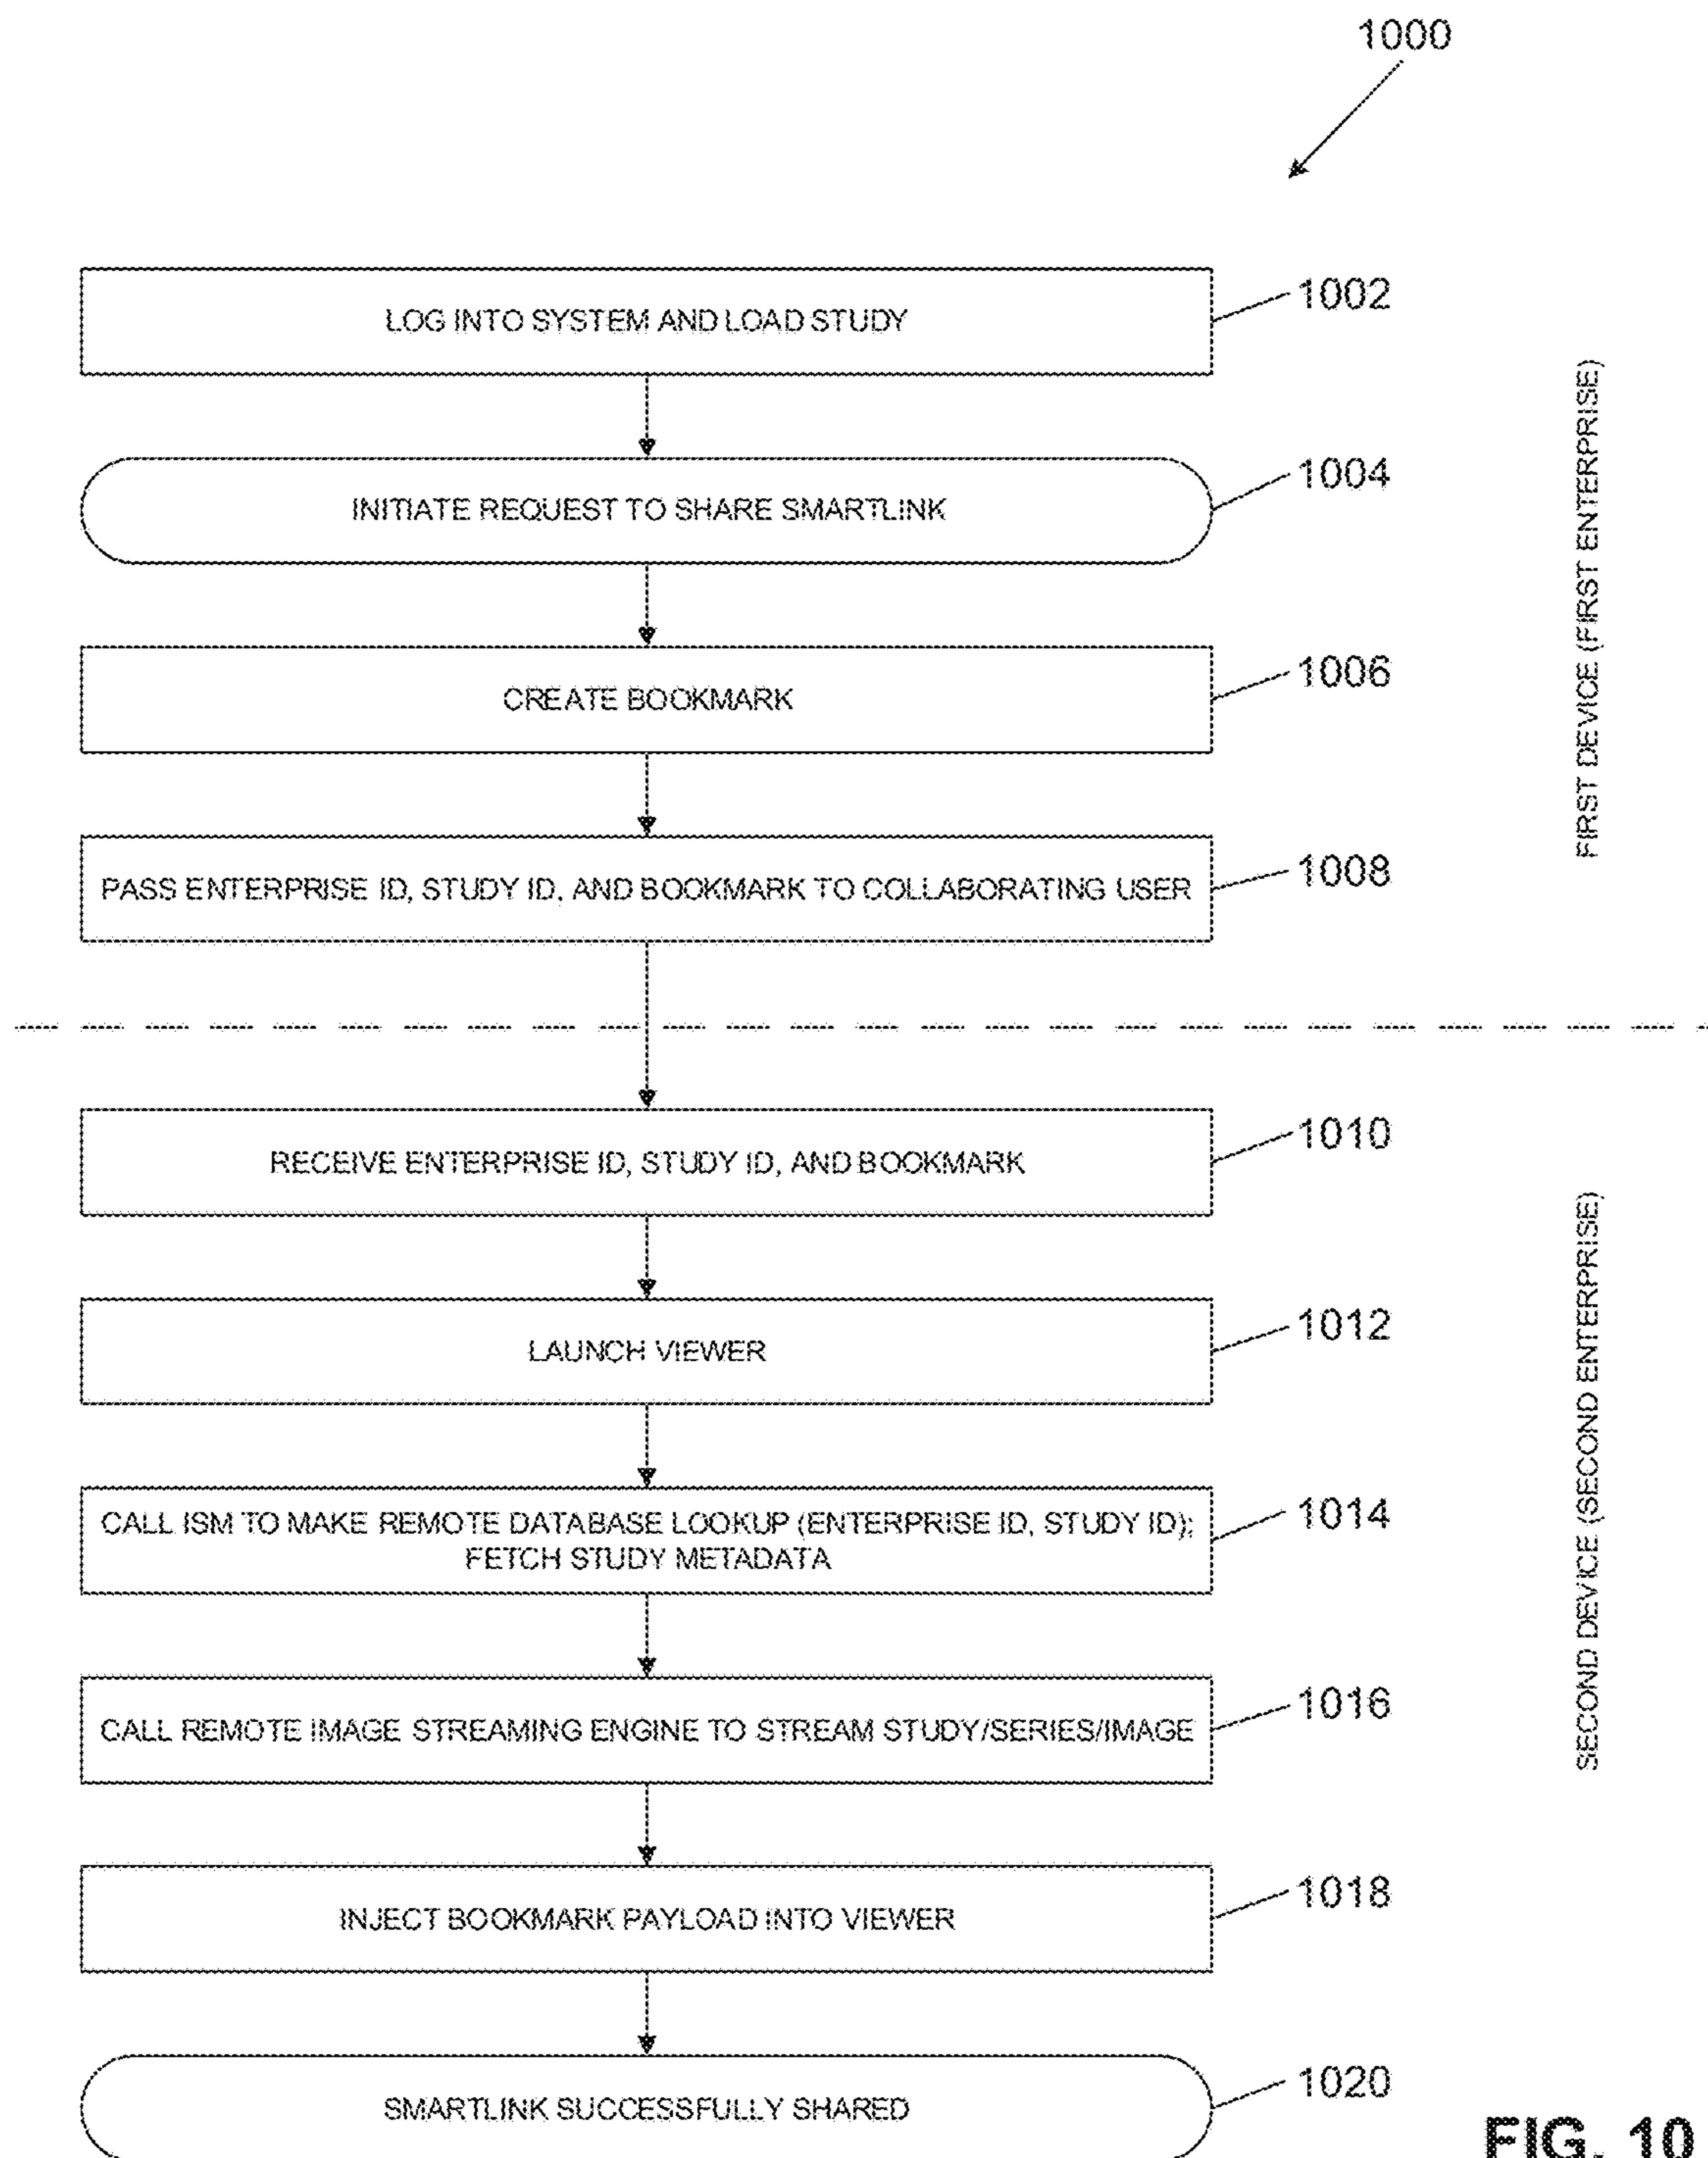 1000
LOG INTO SYSTEM AND LOAD STUDY
1002
INITIATE REQUEST TO SHARE SMARTLINK
1004
CREATE BOOKMARK
1006
PASS ENTERPRISE ID, STUDY ID, AND BOOKMARK TO COLLABORATING USER
1008
FIRST DEVICE (FIRST ENTERPRISE)
RECEIVE ENTERPRISE ID, STUDY ID, AND BOOKMARK
1010
LAUNCH VIEWER
1012
CALL ISM TO MAKE REMOTE DATABASE LOOKUP (ENTERPRISE ID, STUDY ID);
FETCH STUDY METADATA
1014
CALL REMOTE IMAGE STREAMING ENGINE TO STREAM STUDY/SERIES/IMAGE
1016
INJECT BOOKMARK PAYLOAD INTO VIEWER
1018
SMARTLINK SUCCESSFULLY SHARED
1020
SECOND DEVICE (SECOND ENTERPRISE)
FIG. 10